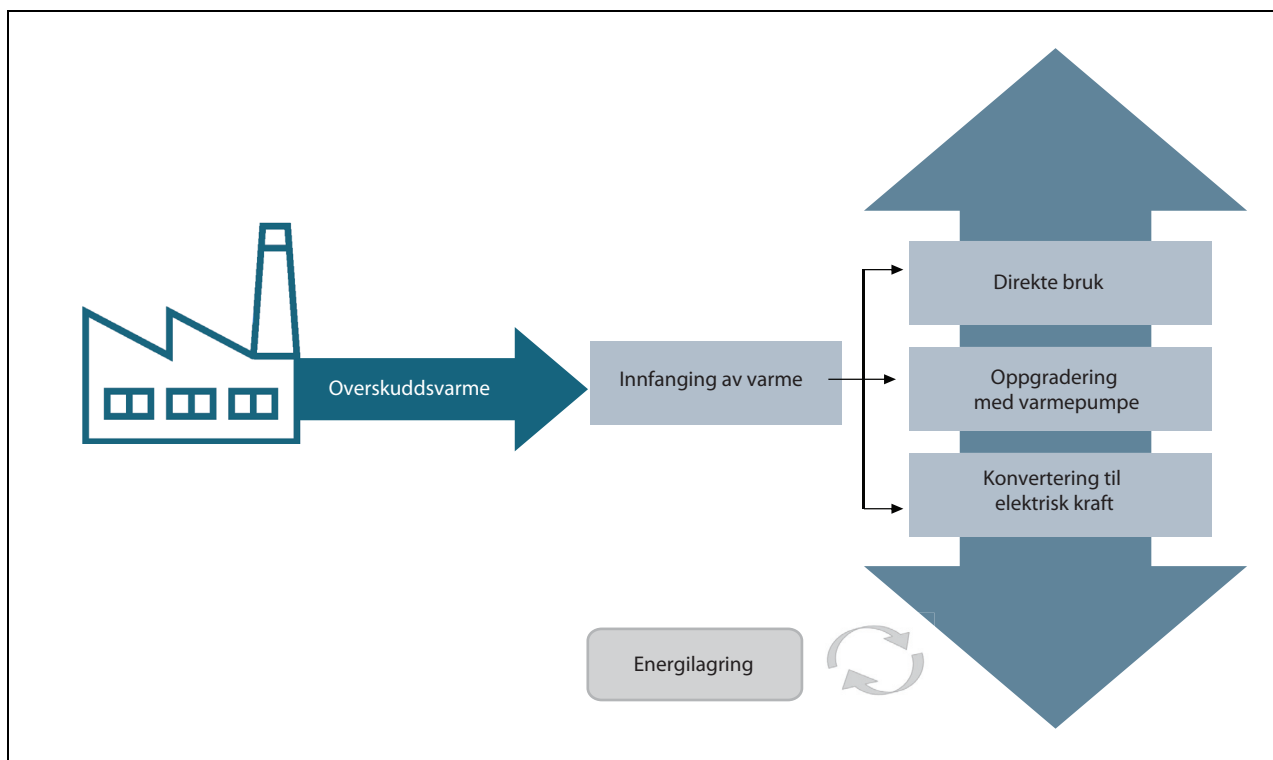 Overskuddsvarme
Innfanging av varme
Direkte bruk
Oppgradering
med varmepumpe
Konvertering til
elektrisk kraft
Energilagring